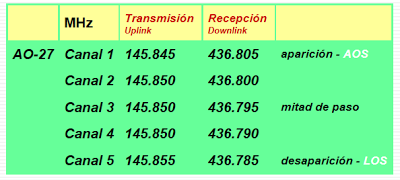 MHz Transmisión Recepción
Uplink Downlink
AO-27 Canal 1 145.845 436.805 aparición - AOS
Canal 2 145.850 436.800
Canal 3 145.850 436.795 mitad de paso
Canal 4 145.850 436.790
Canal 5 145.855 436.785 desaparición - LOS